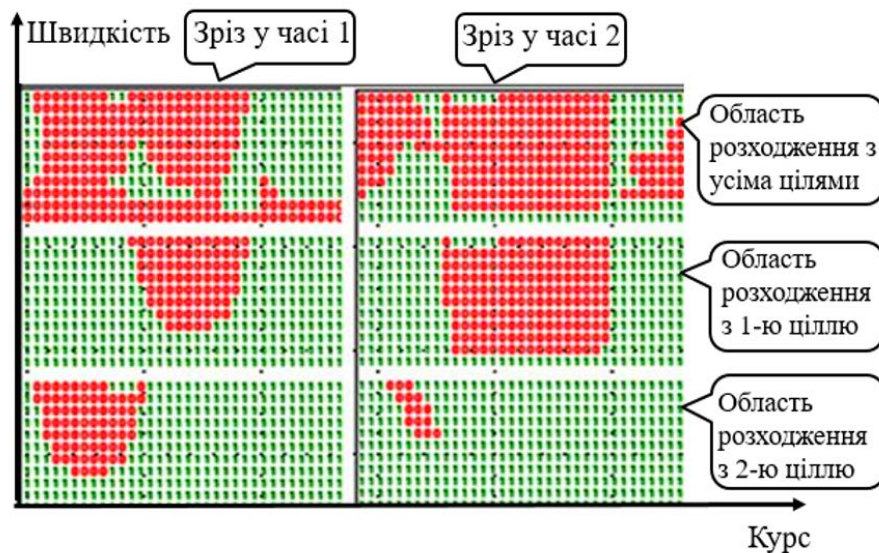 Швидкість
Зріз у часі 1
Зріз у часі 2
Область
розходження з
усіма цілями
Область
розходження
з 1-ю ціллю
Область
розходження
з 2-ю ціллю
Курс